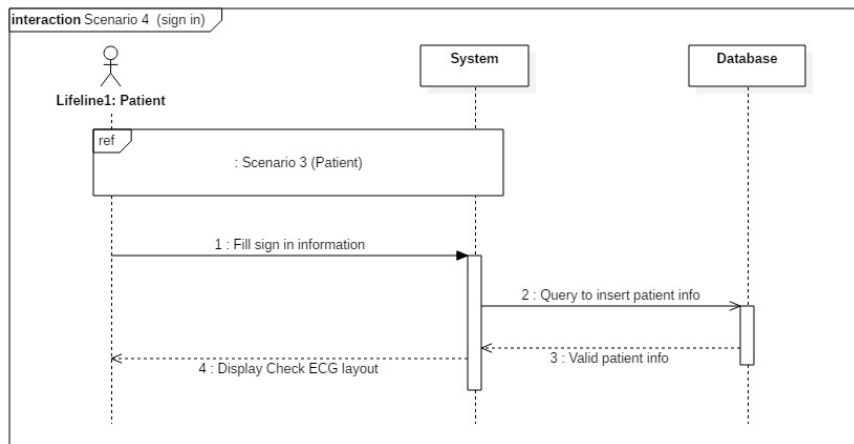 interaction Scenario 4 (sign in)
System
Database
Lifeline1: Patient
ref
: Scenario 3 (Patient)
1 : Fill sign in information
2 : Query to insert patient info
3 : Valid patient info
4 : Display Check ECG layout